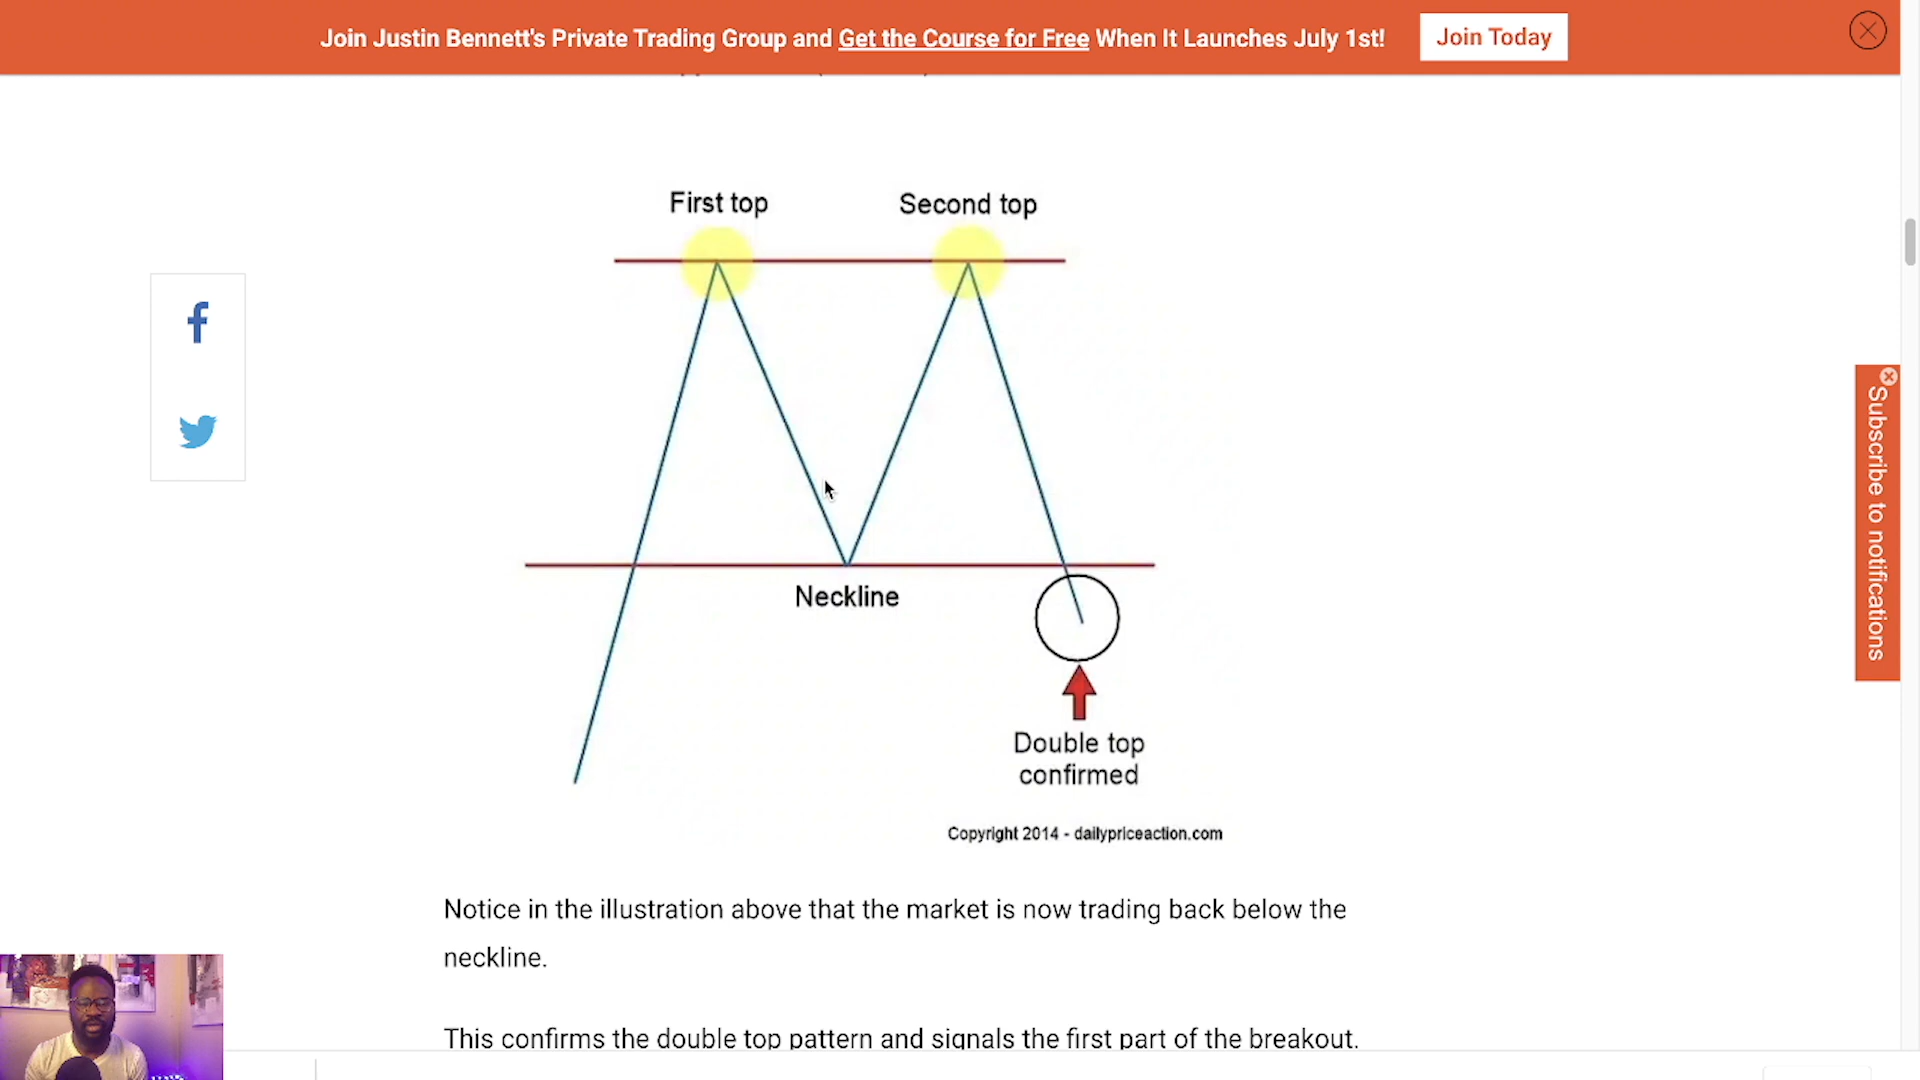 Join Justin Bennett's Private Trading Group and Get the Course for Free When It Launches July 1st!
Join Today
First top
Second top
Neckline
Double top
confirmed
Copyright 2014 - dailypriceaction.com
Subscribe to notifications
Notice in the illustration above that the market is now trading back below the
neckline.
This confirms the double top pattern and signals the first part of the breakout.